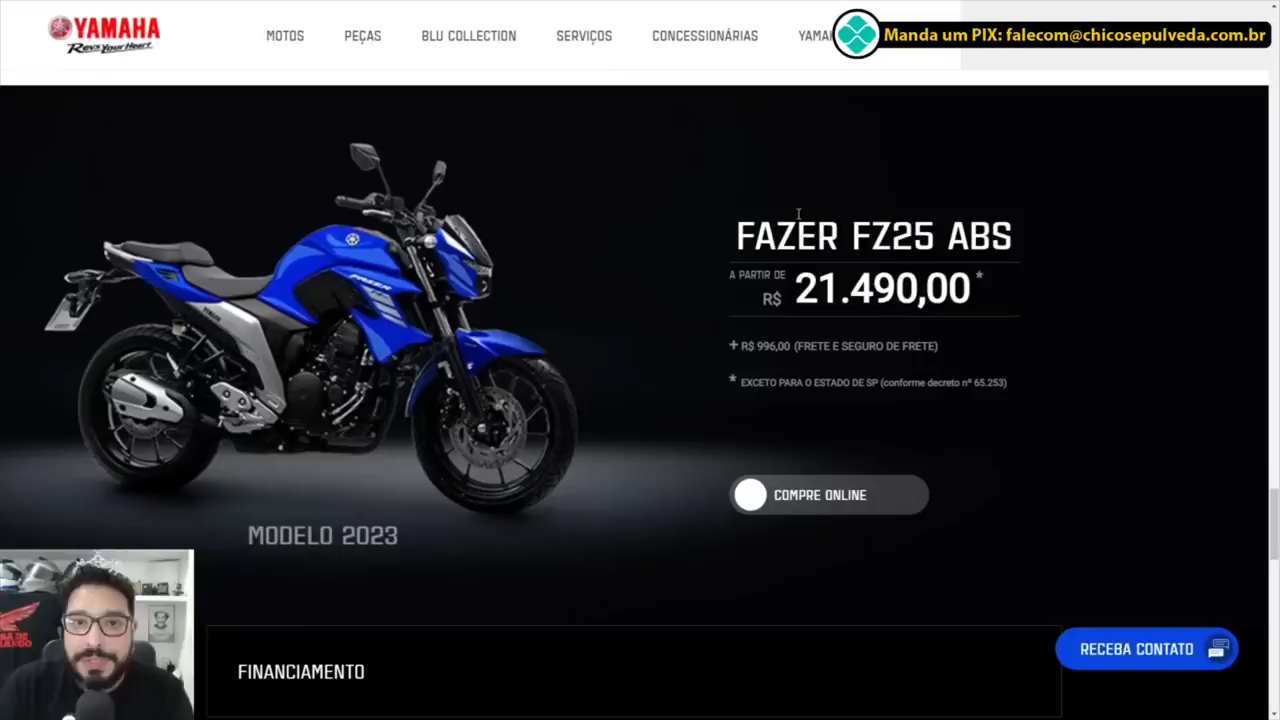 YAMAHA
Revs Your Heart
MOTOS
PEÇAS
BLU COLLECTION
SERVIÇOS
CONCESSIONÁRIAS
YAMA
Manda um PIX: falecom@chicosepulveda.com.br
FAZER FZ25 ABS
A PARTIR DE
R$ 21.490,00*
+ R$ 996,00 (FRETE E SEGURO DE FRETE)
* EXCETO PARA O ESTADO DE SP (conforme decreto nº 65.253)
COMPRE ONLINE
FAZER
MODELO 2023
FINANCIAMENTO
RECEBA CONTATO